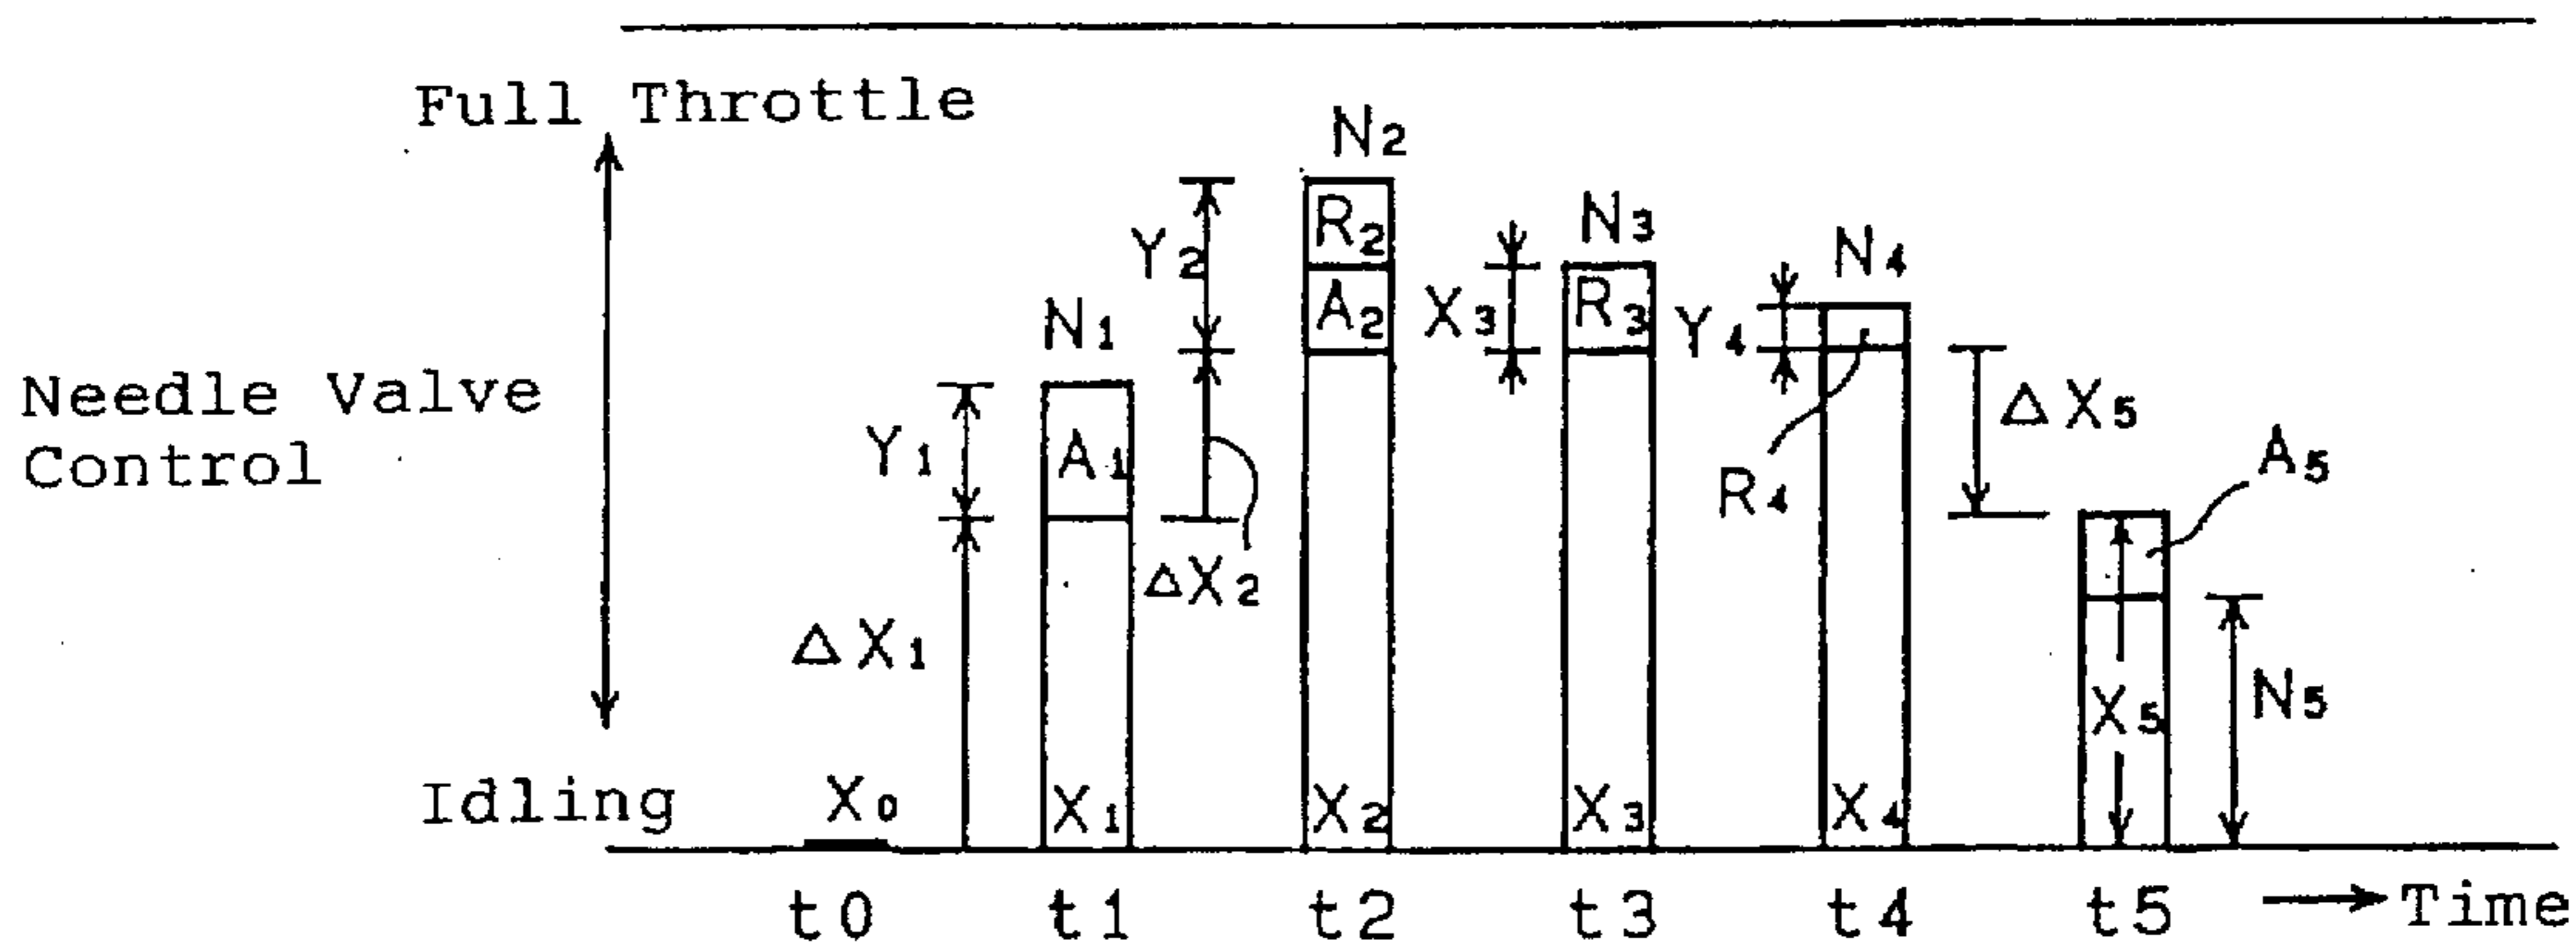 Full Throttle
Needle Valve
Control
Idling
X0
ΔX1
Y1
N1
A1
X1
Y2
ΔX2
N2
R2
A2
X2
X3
N3
R3
X3
Y4
N4
R4
X4
ΔX5
A5
X5
N5
t0 t1 t2 t3 t4 t5 → Time